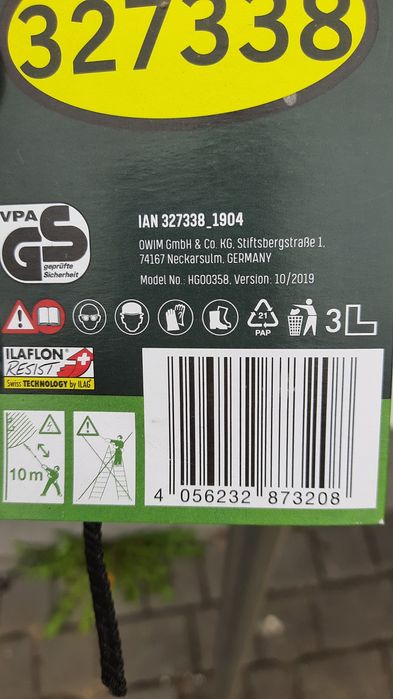 327338
VPA
GS
geprüfte
Sicherheit
IAN 327338_1904
OWIM GmbH & Co. KG, Stiftsbergstraße 1,
74167 Neckarsulm, GERMANY
Model No.: HG00358, Version: 10/2019
21
PAP
3
ILAFLON®
RESIST
Swiss TECHNOLOGY by ILAG
10 m
4 056232 873208